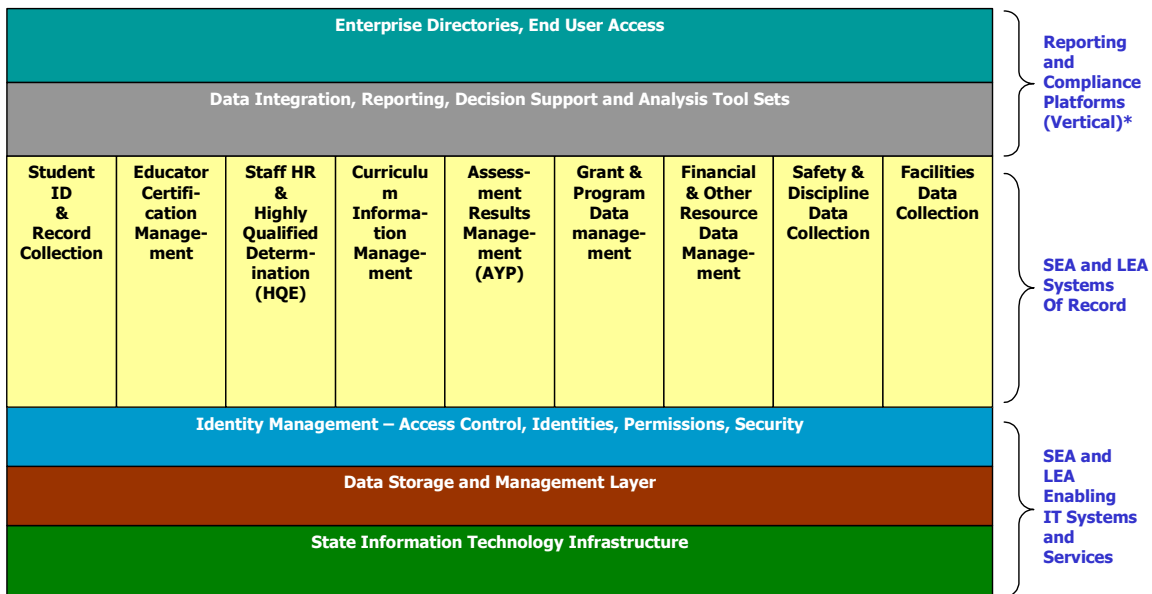 Enterprise Directories, End User Access
Data Integration, Reporting, Decision Support and Analysis Tool Sets
Student
ID
&
Record
Collection
Educator
Certifi-
cation
Manage-
ment
Staff HR
&
Highly
Qualified
Determ-
ination
(HQE)
Curriculu
m
Informa-
tion
Manage-
ment
Assess-
ment
Results
Manage-
ment
(AYP)
Grant &
Program
Data
manage-
ment
Financial
& Other
Resource
Data
Manage-
ment
Safety &
Discipline
Data
Collection
Facilities
Data
Collection
Identity Management – Access Control, Identities, Permissions, Security
Data Storage and Management Layer
State Information Technology Infrastructure
Reporting
and
Compliance
Platforms
(Vertical)*
SEA and LEA
Systems
Of Record
SEA and
LEA
Enabling
IT Systems
and
Services